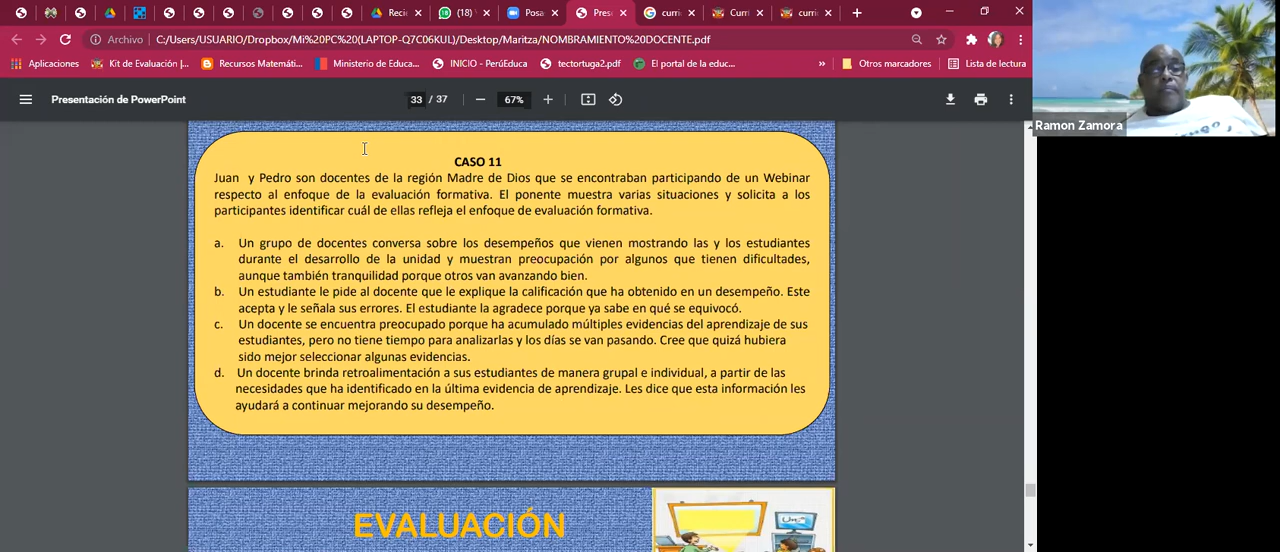 Recie
(18)
Posa
Pres
curri
Curri
curri
Archivo C:/Users/USUARIO/Dropbox/Mi%20PC%20(LAPTOP-Q7C06KUL)/Desktop/Maritza/NOMBRAMIENTO%20DOCENTE.pdf
Aplicaciones Kit de Evaluación |... Recursos Matemáti... Ministerio de Educa... INICIO - PerúEduca tectortuga2.pdf El portal de la educ... » Otros marcadores Lista de lectura
Presentación de PowerPoint 33 / 37 67%
Ramon Zamora
CASO 11
Juan y Pedro son docentes de la región Madre de Dios que se encontraban participando de un Webinar
respecto al enfoque de la evaluación formativa. El ponente muestra varias situaciones y solicita a los
participantes identificar cuál de ellas refleja el enfoque de evaluación formativa.
a. Un grupo de docentes conversa sobre los desempeños que vienen mostrando las y los estudiantes
durante el desarrollo de la unidad y muestran preocupación por algunos que tienen dificultades,
aunque también tranquilidad porque otros van avanzando bien.
b. Un estudiante le pide al docente que le explique la calificación que ha obtenido en un desempeño. Este
acepta y le señala sus errores. El estudiante la agradece porque ya sabe en qué se equivocó.
c. Un docente se encuentra preocupado porque ha acumulado múltiples evidencias del aprendizaje de sus
estudiantes, pero no tiene tiempo para analizarlas y los días se van pasando. Cree que quizá hubiera
sido mejor seleccionar algunas evidencias.
d. Un docente brinda retroalimentación a sus estudiantes de manera grupal e individual, a partir de las
necesidades que ha identificado en la última evidencia de aprendizaje. Les dice que esta información les
ayudará a continuar mejorando su desempeño.
EVALUACIÓN